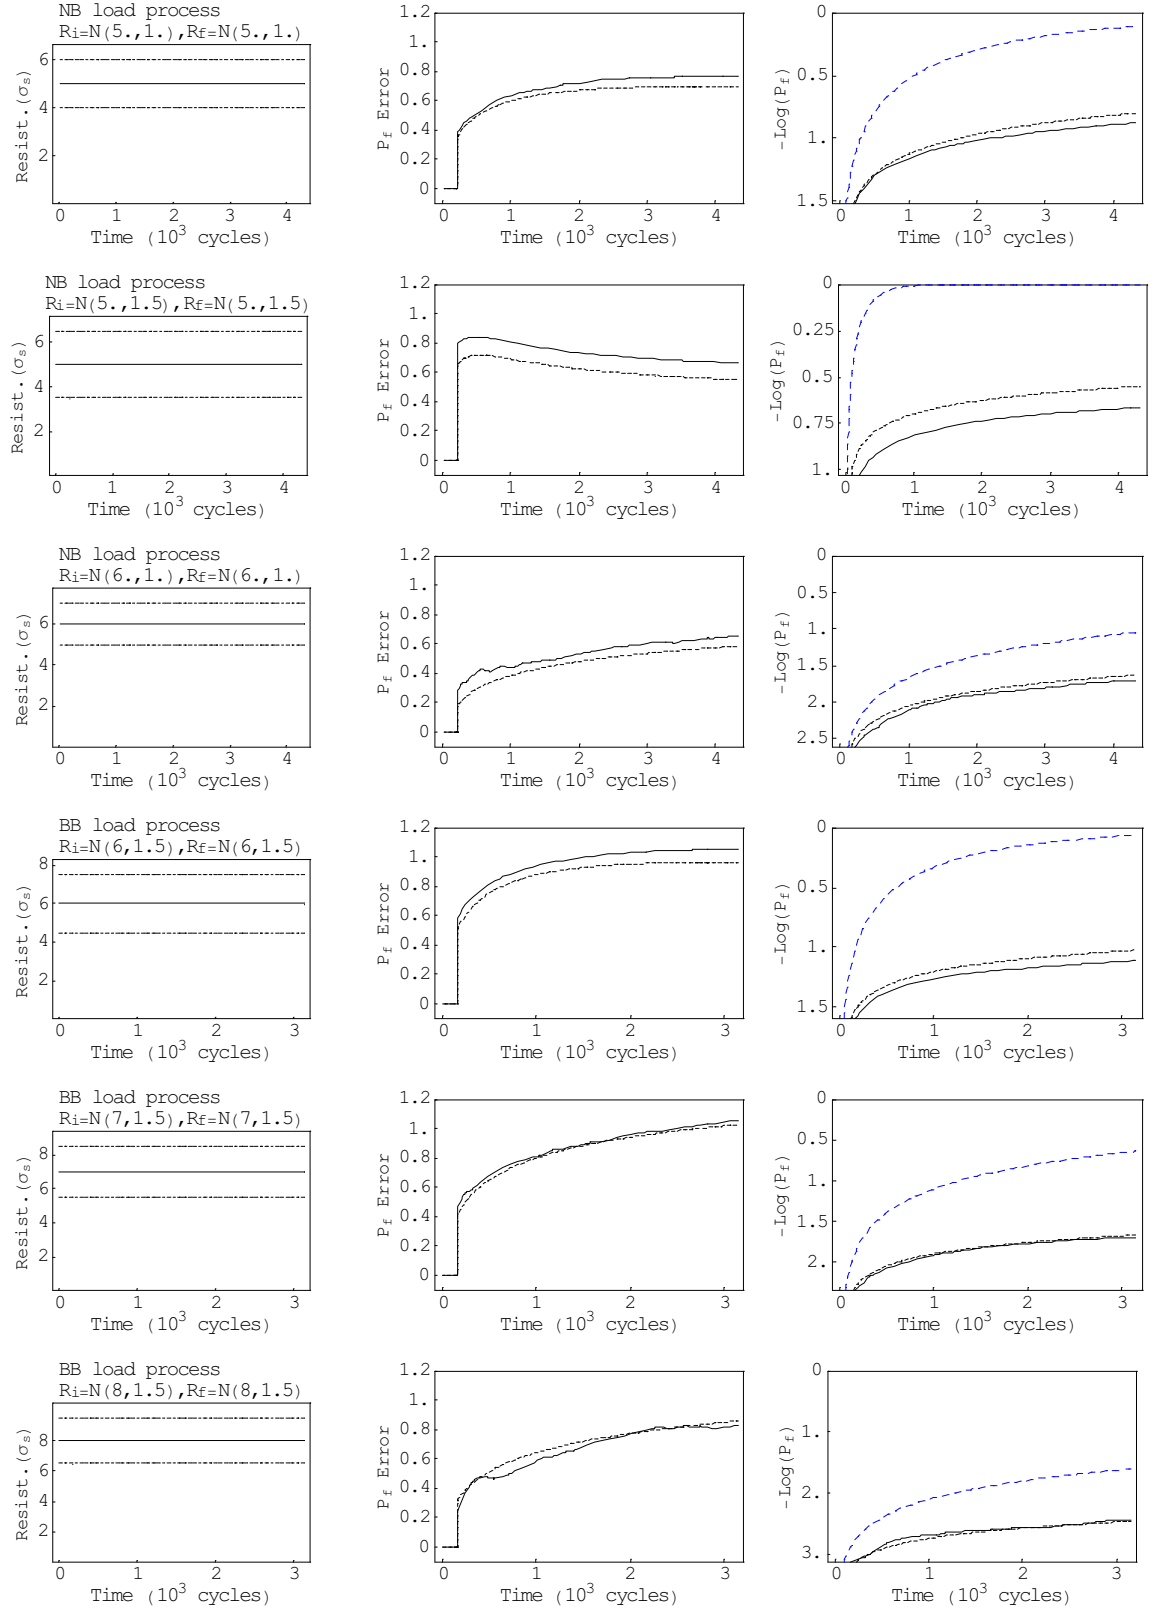 NB load process
Ri=N(5.,1.),Rf=N(5.,1.)
Resist.(σs)
6
4
2
0 1 2 3 4
Time (10³ cycles)
Pf Error
1.2
1.
0.8
0.6
0.4
0.2
0
0 1 2 3 4
Time (10³ cycles)
-Log(Pf)
0
0.5
1.0
1.5
0 1 2 3 4
Time (10³ cycles)
NB load process
Ri=N(5.,1.5),Rf=N(5.,1.5)
Resist.(σs)
6
4
2
0 1 2 3 4
Time (10³ cycles)
Pf Error
1.2
1.
0.8
0.6
0.4
0.2
0
0 1 2 3 4
Time (10³ cycles)
-Log(Pf)
0.
0.25
0.5
0.75
1.
0 1 2 3 4
Time (10³ cycles)
NB load process
Ri=N(6.,1.),Rf=N(6.,1.)
Resist.(σs)
6
4
2
0 1 2 3 4
Time (10³ cycles)
Pf Error
1.2
1.
0.8
0.6
0.4
0.2
0
0 1 2 3 4
Time (10³ cycles)
-Log(Pf)
0
0.5
1.0
1.5
2.0
2.5
0 1 2 3 4
Time (10³ cycles)
BB load process
Ri=N(6,1.5),Rf=N(6,1.5)
Resist.(σs)
8
6
4
2
0 1 2 3
Time (10³ cycles)
Pf Error
1.2
1.
0.8
0.6
0.4
0.2
0
0 1 2 3
Time (10³ cycles)
-Log(Pf)
0
0.5
1.0
1.5
0 1 2 3
Time (10³ cycles)
BB load process
Ri=N(7,1.5),Rf=N(7,1.5)
Resist.(σs)
8
6
4
2
0 1 2 3
Time (10³ cycles)
Pf Error
1.2
1.
0.8
0.6
0.4
0.2
0
0 1 2 3
Time (10³ cycles)
-Log(Pf)
0
0.5
1.
1.5
2.
0 1 2 3
Time (10³ cycles)
BB load process
Ri=N(8,1.5),Rf=N(8,1.5)
Resist.(σs)
8
6
4
2
0 1 2 3
Time (10³ cycles)
Pf Error
1.2
1.
0.8
0.6
0.4
0.2
0
0 1 2 3
Time (10³ cycles)
-Log(Pf)
0
1.
2.
3.
0 1 2 3
Time (10³ cycles)